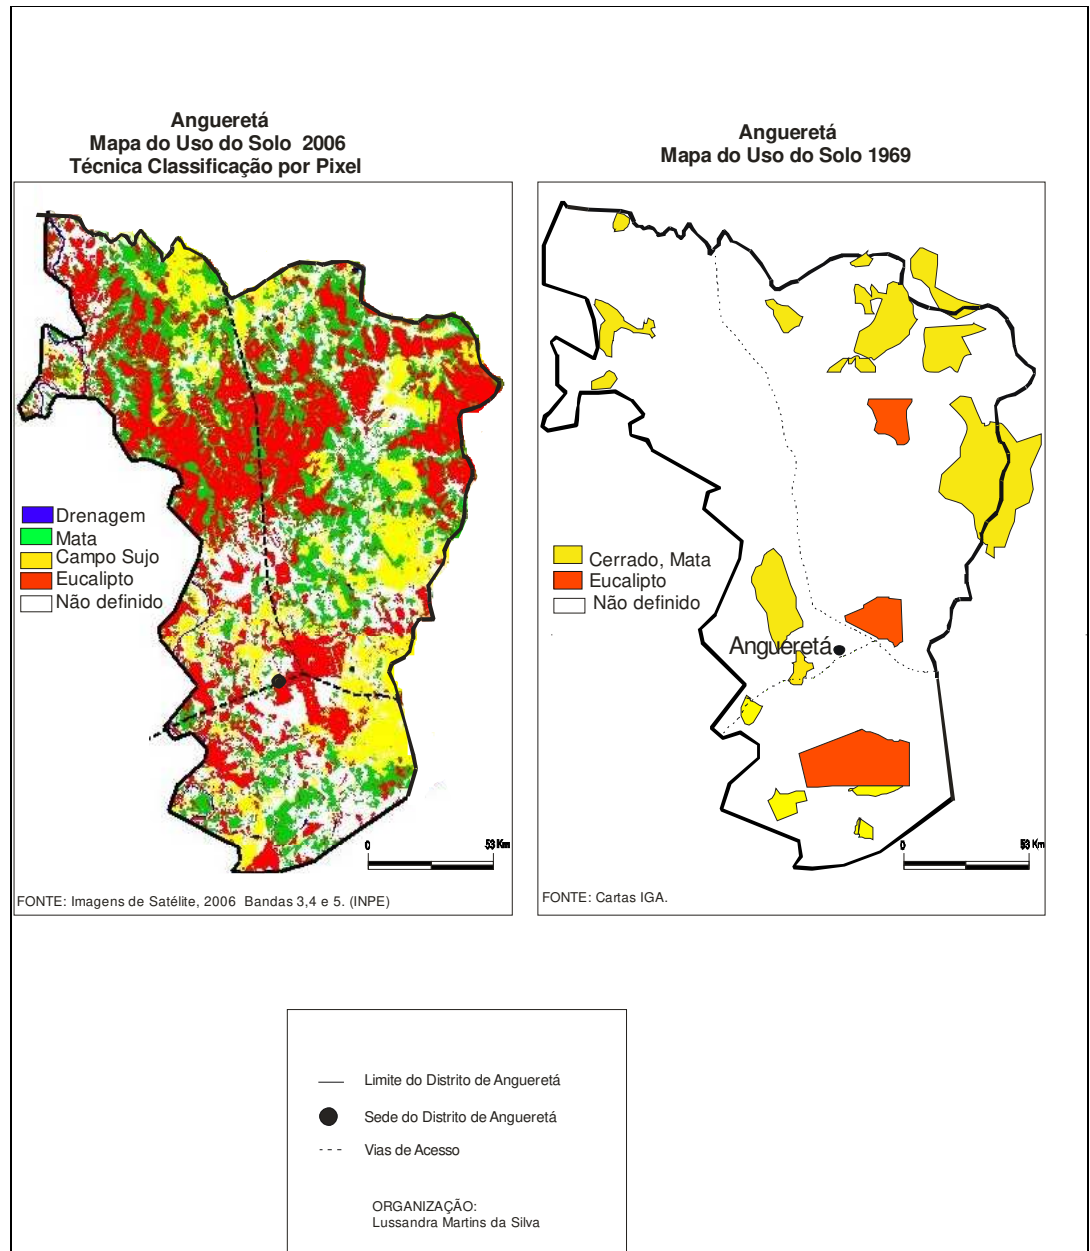 Angueretá
Mapa do Uso do Solo 2006
Técnica Classificação por Pixel
Drenagem
Mata
Campo Sujo
Eucalipto
Não definido
0
53 Km
FONTE: Imagens de Satélite, 2006 Bandas 3,4 e 5. (INPE)
Angueretá
Mapa do Uso do Solo 1969
Cerrado, Mata
Eucalipto
Não definido
Angueretá
0
53 Km
FONTE: Cartas IGA.
Limite do Distrito de Angueretá
Sede do Distrito de Angueretá
Vias de Acesso
ORGANIZAÇÃO:
Lussandra Martins da Silva